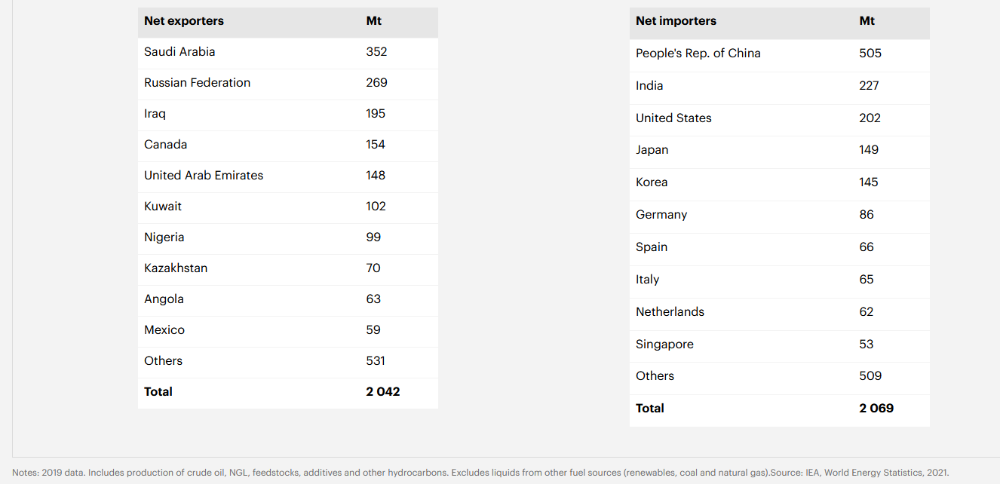 Net exporters Mt
Saudi Arabia 352
Russian Federation 269
Iraq 195
Canada 154
United Arab Emirates 148
Kuwait 102
Nigeria 99
Kazakhstan 70
Angola 63
Mexico 59
Others 531
Total 2 042
Net importers Mt
People's Rep. of China 505
India 227
United States 202
Japan 149
Korea 145
Germany 86
Spain 66
Italy 65
Netherlands 62
Singapore 53
Others 509
Total 2 069
Notes: 2019 data. Includes production of crude oil, NGL, feedstocks, additives and other hydrocarbons. Excludes liquids from other fuel sources (renewables, coal and natural gas).Source: IEA, World Energy Statistics, 2021.